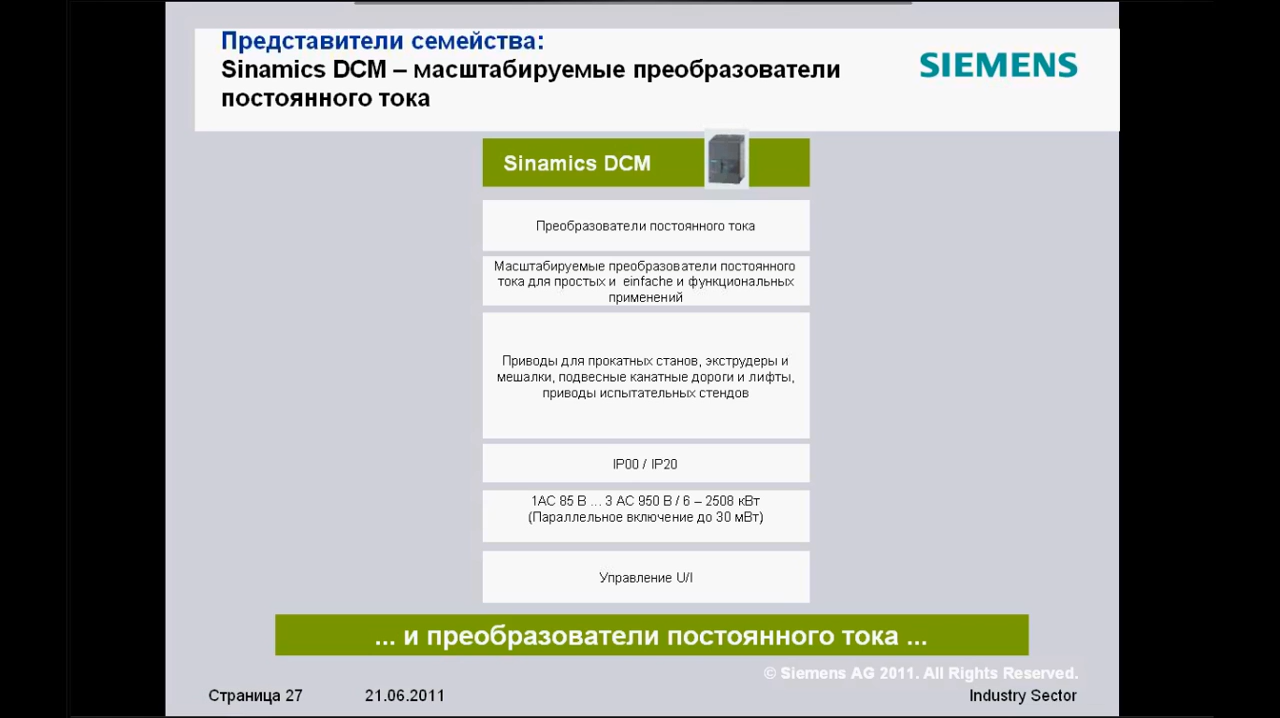 Представители семейства:
Sinamics DCM – масштабируемые преобразователи
постоянного тока
SIEMENS
Sinamics DCM
Преобразователи постоянного тока
Масштабируемые преобразователи постоянного
тока для простых и einfache и функциональных
применений
Приводы для прокатных станов, экструдеры и
мешалки, подвесные канатные дороги и лифты,
приводы испытательных стендов
IP00 / IP20
1AC 85 В ... 3 AC 950 В / 6 – 2508 кВт
(Параллельное включение до 30 мВт)
Управление U/I
... и преобразователи постоянного тока ...
© Siemens AG 2011. All Rights Reserved.
Страница 27 21.06.2011 Industry Sector